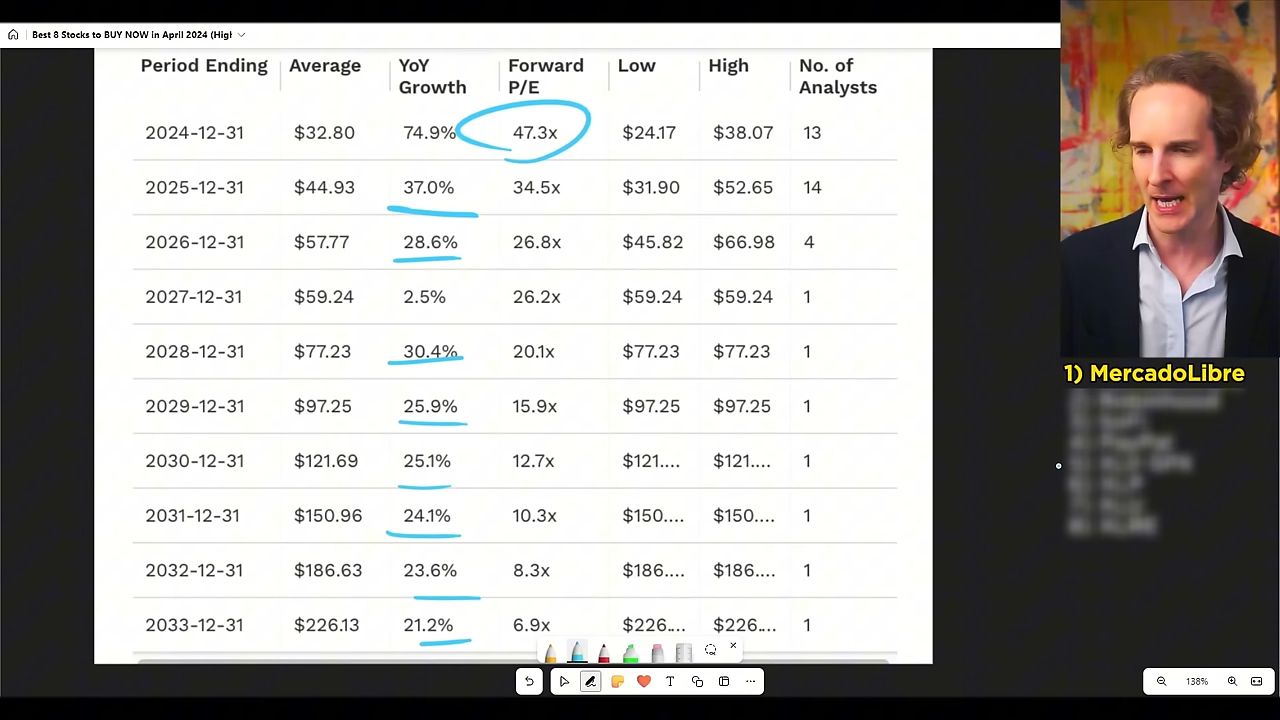 Best 8 Stocks to BUY NOW in April 2024 (High
Period Ending Average YoY Growth Forward P/E Low High No. of Analysts
2024-12-31 $32.80 74.9% 47.3x $24.17 $38.07 13
2025-12-31 $44.93 37.0% 34.5x $31.90 $52.65 14
2026-12-31 $57.77 28.6% 26.8x $45.82 $66.98 4
2027-12-31 $59.24 2.5% 26.2x $59.24 $59.24 1
2028-12-31 $77.23 30.4% 20.1x $77.23 $77.23 1
2029-12-31 $97.25 25.9% 15.9x $97.25 $97.25 1
2030-12-31 $121.69 25.1% 12.7x $121.... $121.... 1
2031-12-31 $150.96 24.1% 10.3x $150.... $150.... 1
2032-12-31 $186.63 23.6% 8.3x $186.... $186.... 1
2033-12-31 $226.13 21.2% 6.9x $226.... $226.... 1
1) MercadoLibre
T
138%